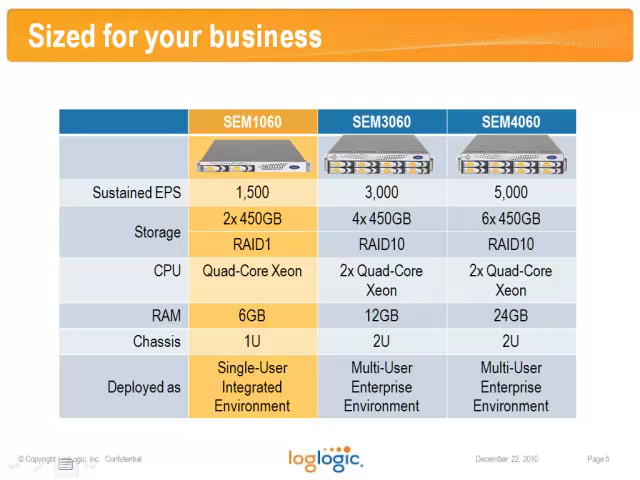 Sized for your business
SEM1060 SEM3060 SEM4060
Sustained EPS 1,500 3,000 5,000
Storage 2x 450GB 4x 450GB 6x 450GB
RAID1 RAID10 RAID10
CPU Quad-Core Xeon 2x Quad-Core Xeon 2x Quad-Core Xeon
RAM 6GB 12GB 24GB
Chassis 1U 2U 2U
Deployed as Single-User Integrated Environment Multi-User Enterprise Environment Multi-User Enterprise Environment
© Copyright LogLogic, Inc. Confidential
loglogic.
December 22, 2010
Page 5